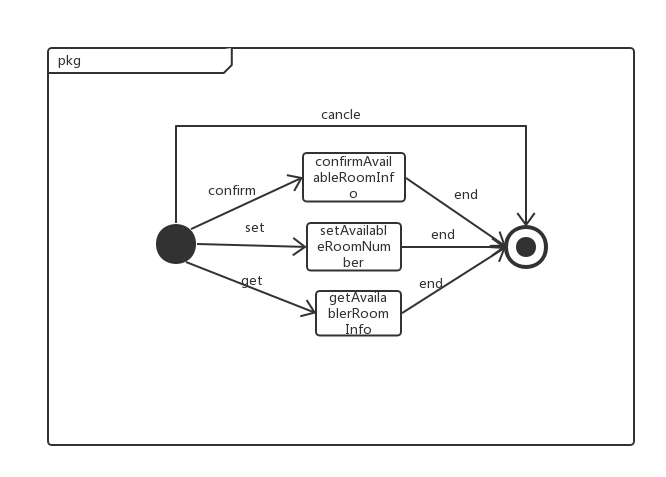 pkg
cancle
confirmAvail
ableRoomInf
o
confirm
end
set
setAvailabl
eRoomNum
ber
end
get
getAvaila
blerRoom
Info
end